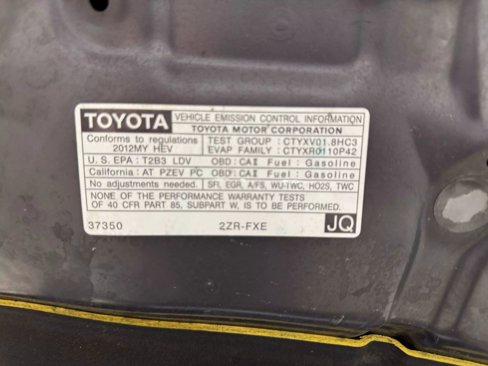 TOYOTA VEHICLE EMISSION CONTROL INFORMATION
TOYOTA MOTOR CORPORATION
Conforms to regulations TEST GROUP : CTYXV01.8HC3
2012MY HEV EVAP FAMILY : CTYXR0110P42
U.S. EPA : T2B3 LDV OBD : CAⅡ Fuel : Gasoline
California : AT PZEV PC OBD : CAⅡ Fuel : Gasoline
No adjustments needed. SFI, EGR, A/FS, WU-TWC, HO2S, TWC
NONE OF THE PERFORMANCE WARRANTY TESTS
OF 40 CFR PART 85, SUBPART W, IS TO BE PERFORMED.
37350 2ZR-FXE JQ